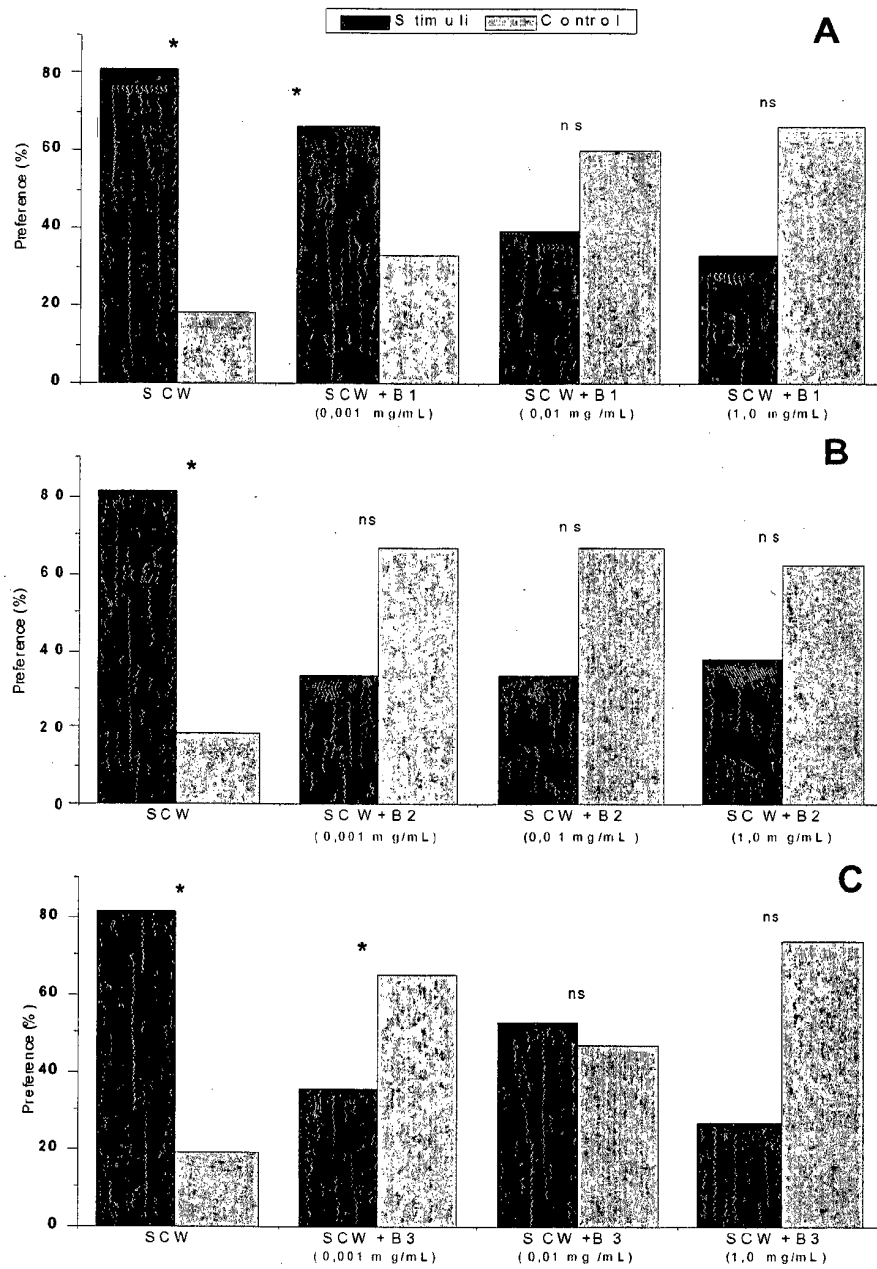 Stimuli Control
A
*
*
ns
ns
Preference (%)
80
60
40
20
0
SCW
SCW + B1
SCW + B1
SCW + B1
(0,001 mg/mL)
(0,01 mg/mL)
(1,0 mg/mL)
B
*
ns
ns
ns
Preference (%)
80
60
40
20
0
SCW
SCW + B2
SCW + B2
SCW + B2
(0,001 mg/mL)
(0,01 mg/mL)
(1,0 mg/mL)
C
*
*
ns
ns
Preference (%)
80
60
40
20
0
SCW
SCW + B3
SCW + B3
SCW + B3
(0,001 mg/mL)
(0,01 mg/mL)
(1,0 mg/mL)